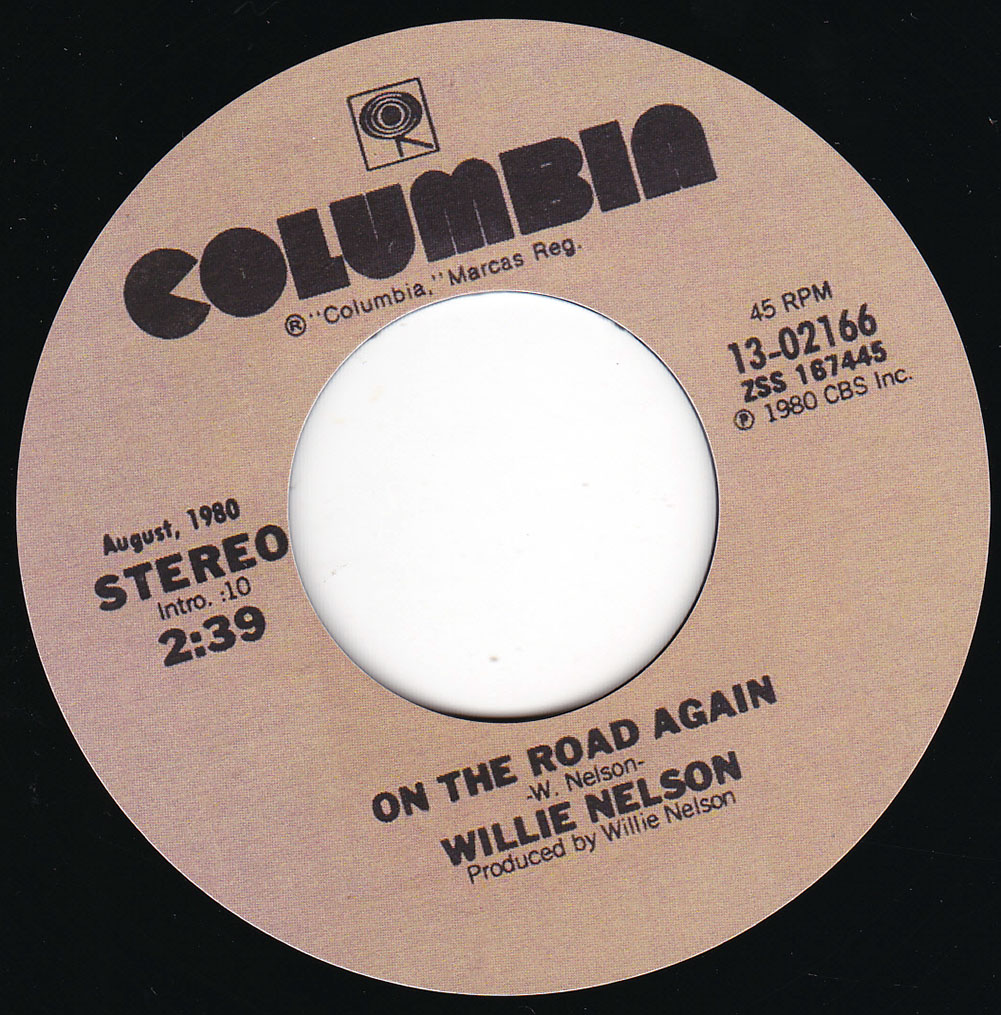 COLUMBIA
® "Columbia," Marcas Reg.
45 RPM
13-02166
ZSS 167445
℗ 1980 CBS Inc.
August, 1980
STEREO
Intro. :10
2:39
ON THE ROAD AGAIN
-W. Nelson-
WILLIE NELSON
Produced by Willie Nelson